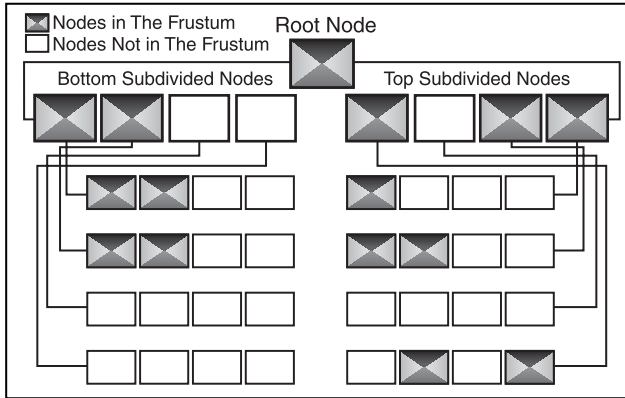 Nodes in The Frustum
Nodes Not in The Frustum
Root Node
Bottom Subdivided Nodes
Top Subdivided Nodes